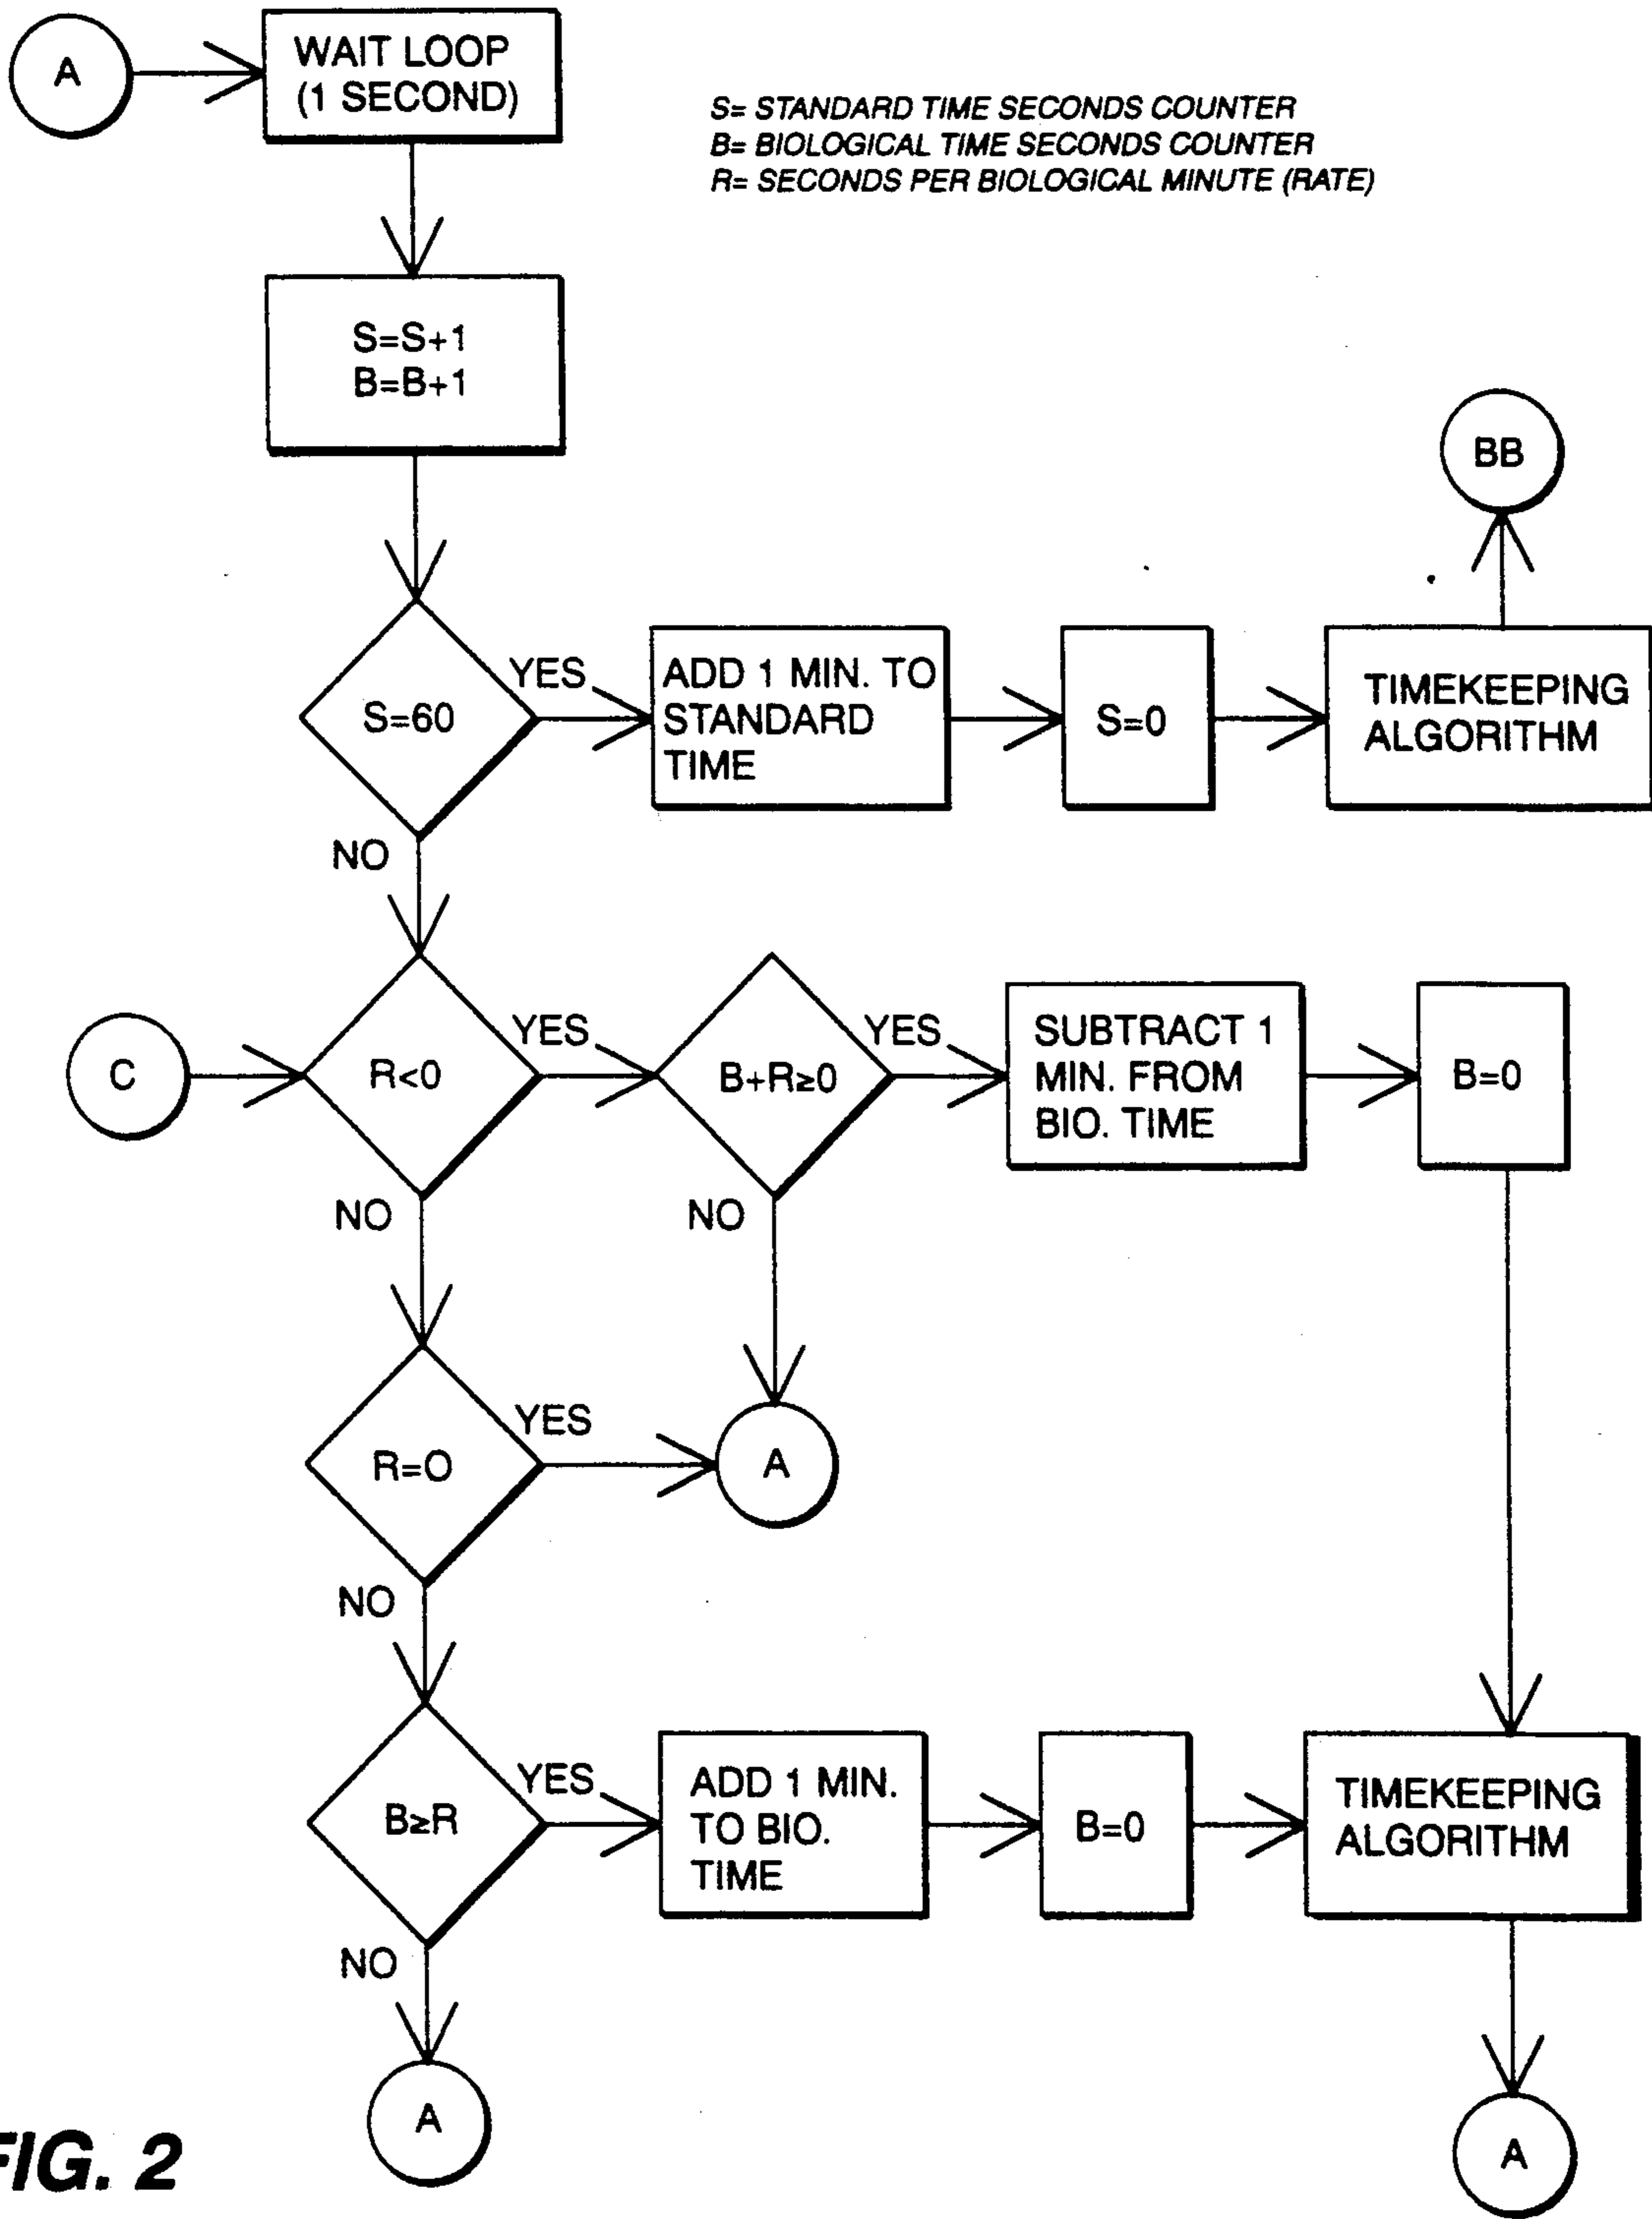 A
WAIT LOOP
(1 SECOND)
S= STANDARD TIME SECONDS COUNTER
B= BIOLOGICAL TIME SECONDS COUNTER
R= SECONDS PER BIOLOGICAL MINUTE (RATE)
S=S+1
B=B+1
BB
S=60
YES
ADD 1 MIN. TO
STANDARD
TIME
S=0
TIMEKEEPING
ALGORITHM
NO
C
R<0
YES
B+R≥0
YES
SUBTRACT 1
MIN. FROM
BIO. TIME
B=0
NO
NO
R=O
YES
A
NO
B≥R
YES
ADD 1 MIN.
TO BIO.
TIME
B=0
TIMEKEEPING
ALGORITHM
NO
A
A
FIG. 2